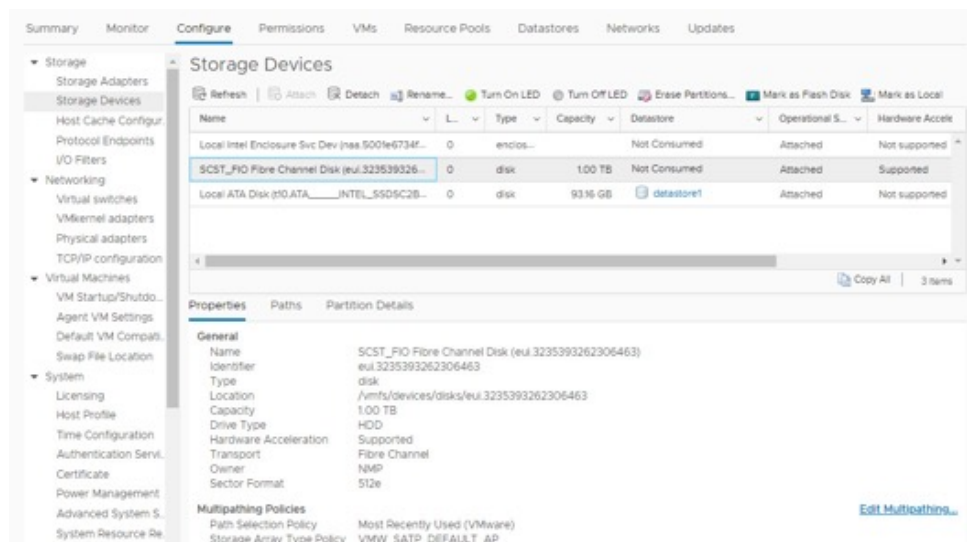 Summary Monitor Configure Permissions VMs Resource Pools Datastores Networks Updates
Storage
Storage Adapters
Storage Devices
Host Cache Configur.
Protocol Endpoints
I/O Filters
Networking
Virtual switches
VMkernel adapters
Physical adapters
TCP/IP configuration
Virtual Machines
VM Startup/Shutdo...
Agent VM Settings
Default VM Compati.
Swap File Location
System
Licensing
Host Profile
Time Configuration
Authentication Servi.
Certificate
Power Management
Advanced System S..
System Resource Re.
Storage Devices
Refresh Attach Detach Rename... Turn On LED Turn Off LED Erase Partitions... Mark as Flash Disk Mark as Local
Name L... Type Capacity Datastore Operational S... Hardware Accele
Local Intel Enclosure Svc Dev (naa.5001e6734f... 0 enclos... Not Consumed Attached Not supported
SCST_FIO Fibre Channel Disk (eui.323539326... 0 disk 1.00 TB Not Consumed Attached Supported
Local ATA Disk (t10.ATA_____INTEL_SSDSC2B... 0 disk 93.16 GB datastore1 Attached Not supported
Copy All 3 items
Properties Paths Partition Details
General
Name SCST_FIO Fibre Channel Disk (eui.3235393262306463)
Identifier eui.3235393262306463
Type disk
Location /vmfs/devices/disks/eui.3235393262306463
Capacity 1.00 TB
Drive Type HDD
Hardware Acceleration Supported
Transport Fibre Channel
Owner NMP
Sector Format 512e
Multipathing Policies Edit Multipathing...
Path Selection Policy Most Recently Used (VMware)
Storage Array Type Policy VMW_SATP_DEFAULT_AP